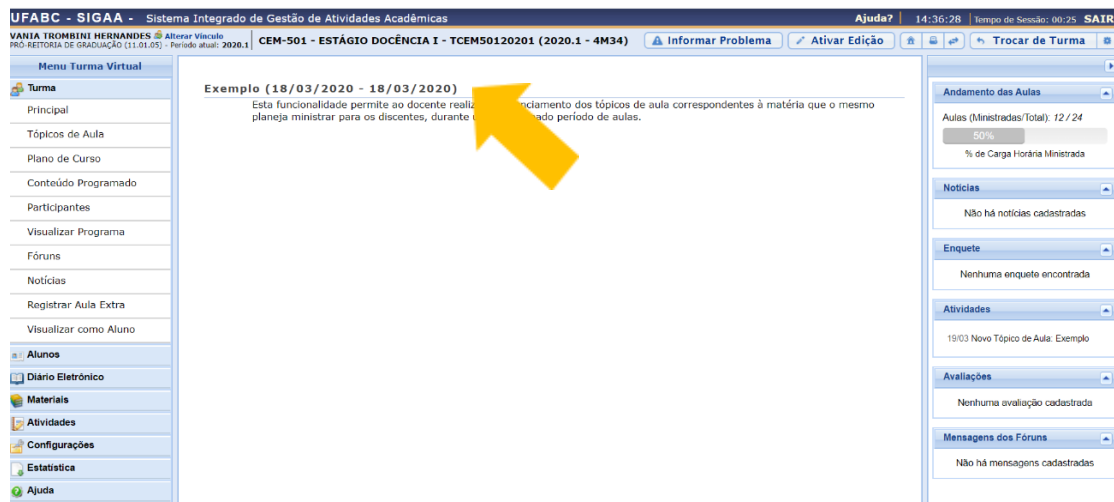 UFABC - SIGAA - Sistema Integrado de Gestão de Atividades Acadêmicas
Ajuda? 14:36:28 Tempo de Sessão: 00:25 SAIR
VANIA TROMBINI HERNANDES Alterar Vínculo
PRÓ-REITORIA DE GRADUAÇÃO (11.01.05) - Período atual: 2020.1
CEM-501 - ESTÁGIO DOCÊNCIA I - TCEM50120201 (2020.1 - 4M34)
Informar Problema
Ativar Edição
Trocar de Turma
Menu Turma Virtual
Turma
Principal
Tópicos de Aula
Plano de Curso
Conteúdo Programado
Participantes
Visualizar Programa
Fóruns
Notícias
Registrar Aula Extra
Visualizar como Aluno
Alunos
Diário Eletrônico
Materiais
Atividades
Configurações
Estatística
Ajuda
Exemplo (18/03/2020 - 18/03/2020)
Esta funcionalidade permite ao docente dos tópicos de aula correspondentes à matéria que o mesmo
planeja ministrar para os discentes, durante período de aulas.
Andamento das Aulas
Aulas (Ministradas/Total): 12 / 24
50%
% de Carga Horária Ministrada
Notícias
Não há notícias cadastradas
Enquete
Nenhuma enquete encontrada
Atividades
19/03 Novo Tópico de Aula: Exemplo
Avaliações
Nenhuma avaliação cadastrada
Mensagens dos Fóruns
Não há mensagens cadastradas